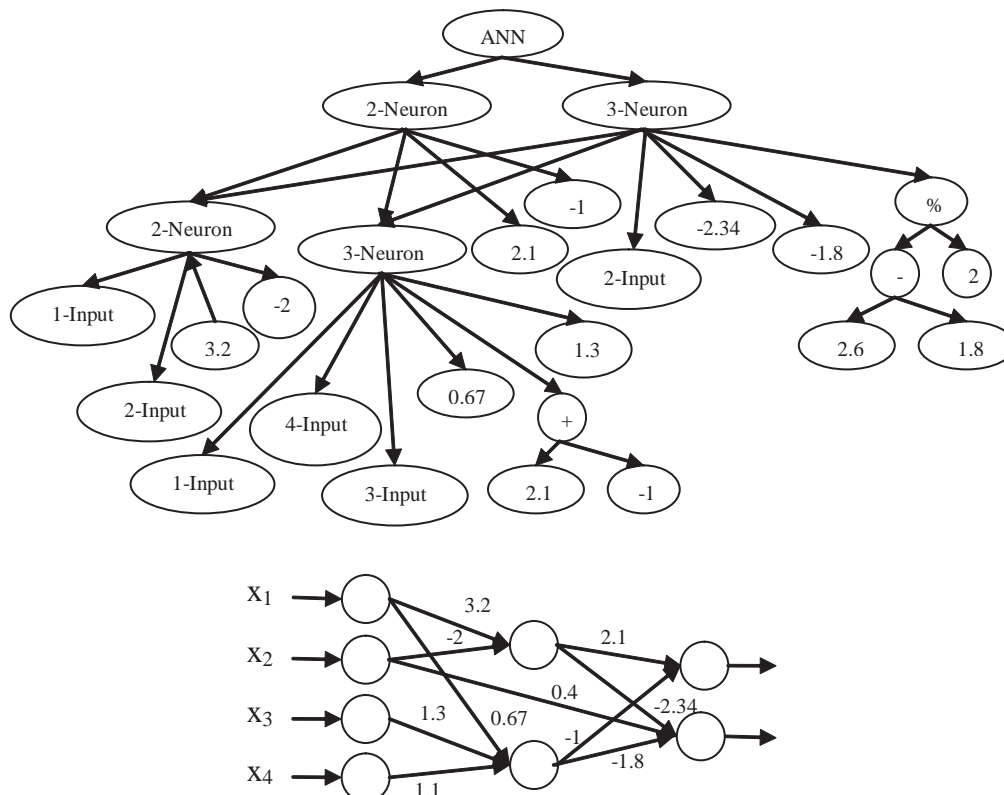 ANN
2-Neuron
3-Neuron
2-Neuron
3-Neuron
2.1
-1
2-Input
-2.34
-1.8
%
-
2
2.6
1.8
1-Input
2-Input
3.2
-2
1-Input
4-Input
3-Input
0.67
+
1.3
2.1
-1
x1
x2
x3
x4
3.2
-2
1.3
0.67
1.1
2.1
0.4
-2.34
-1
-1.8